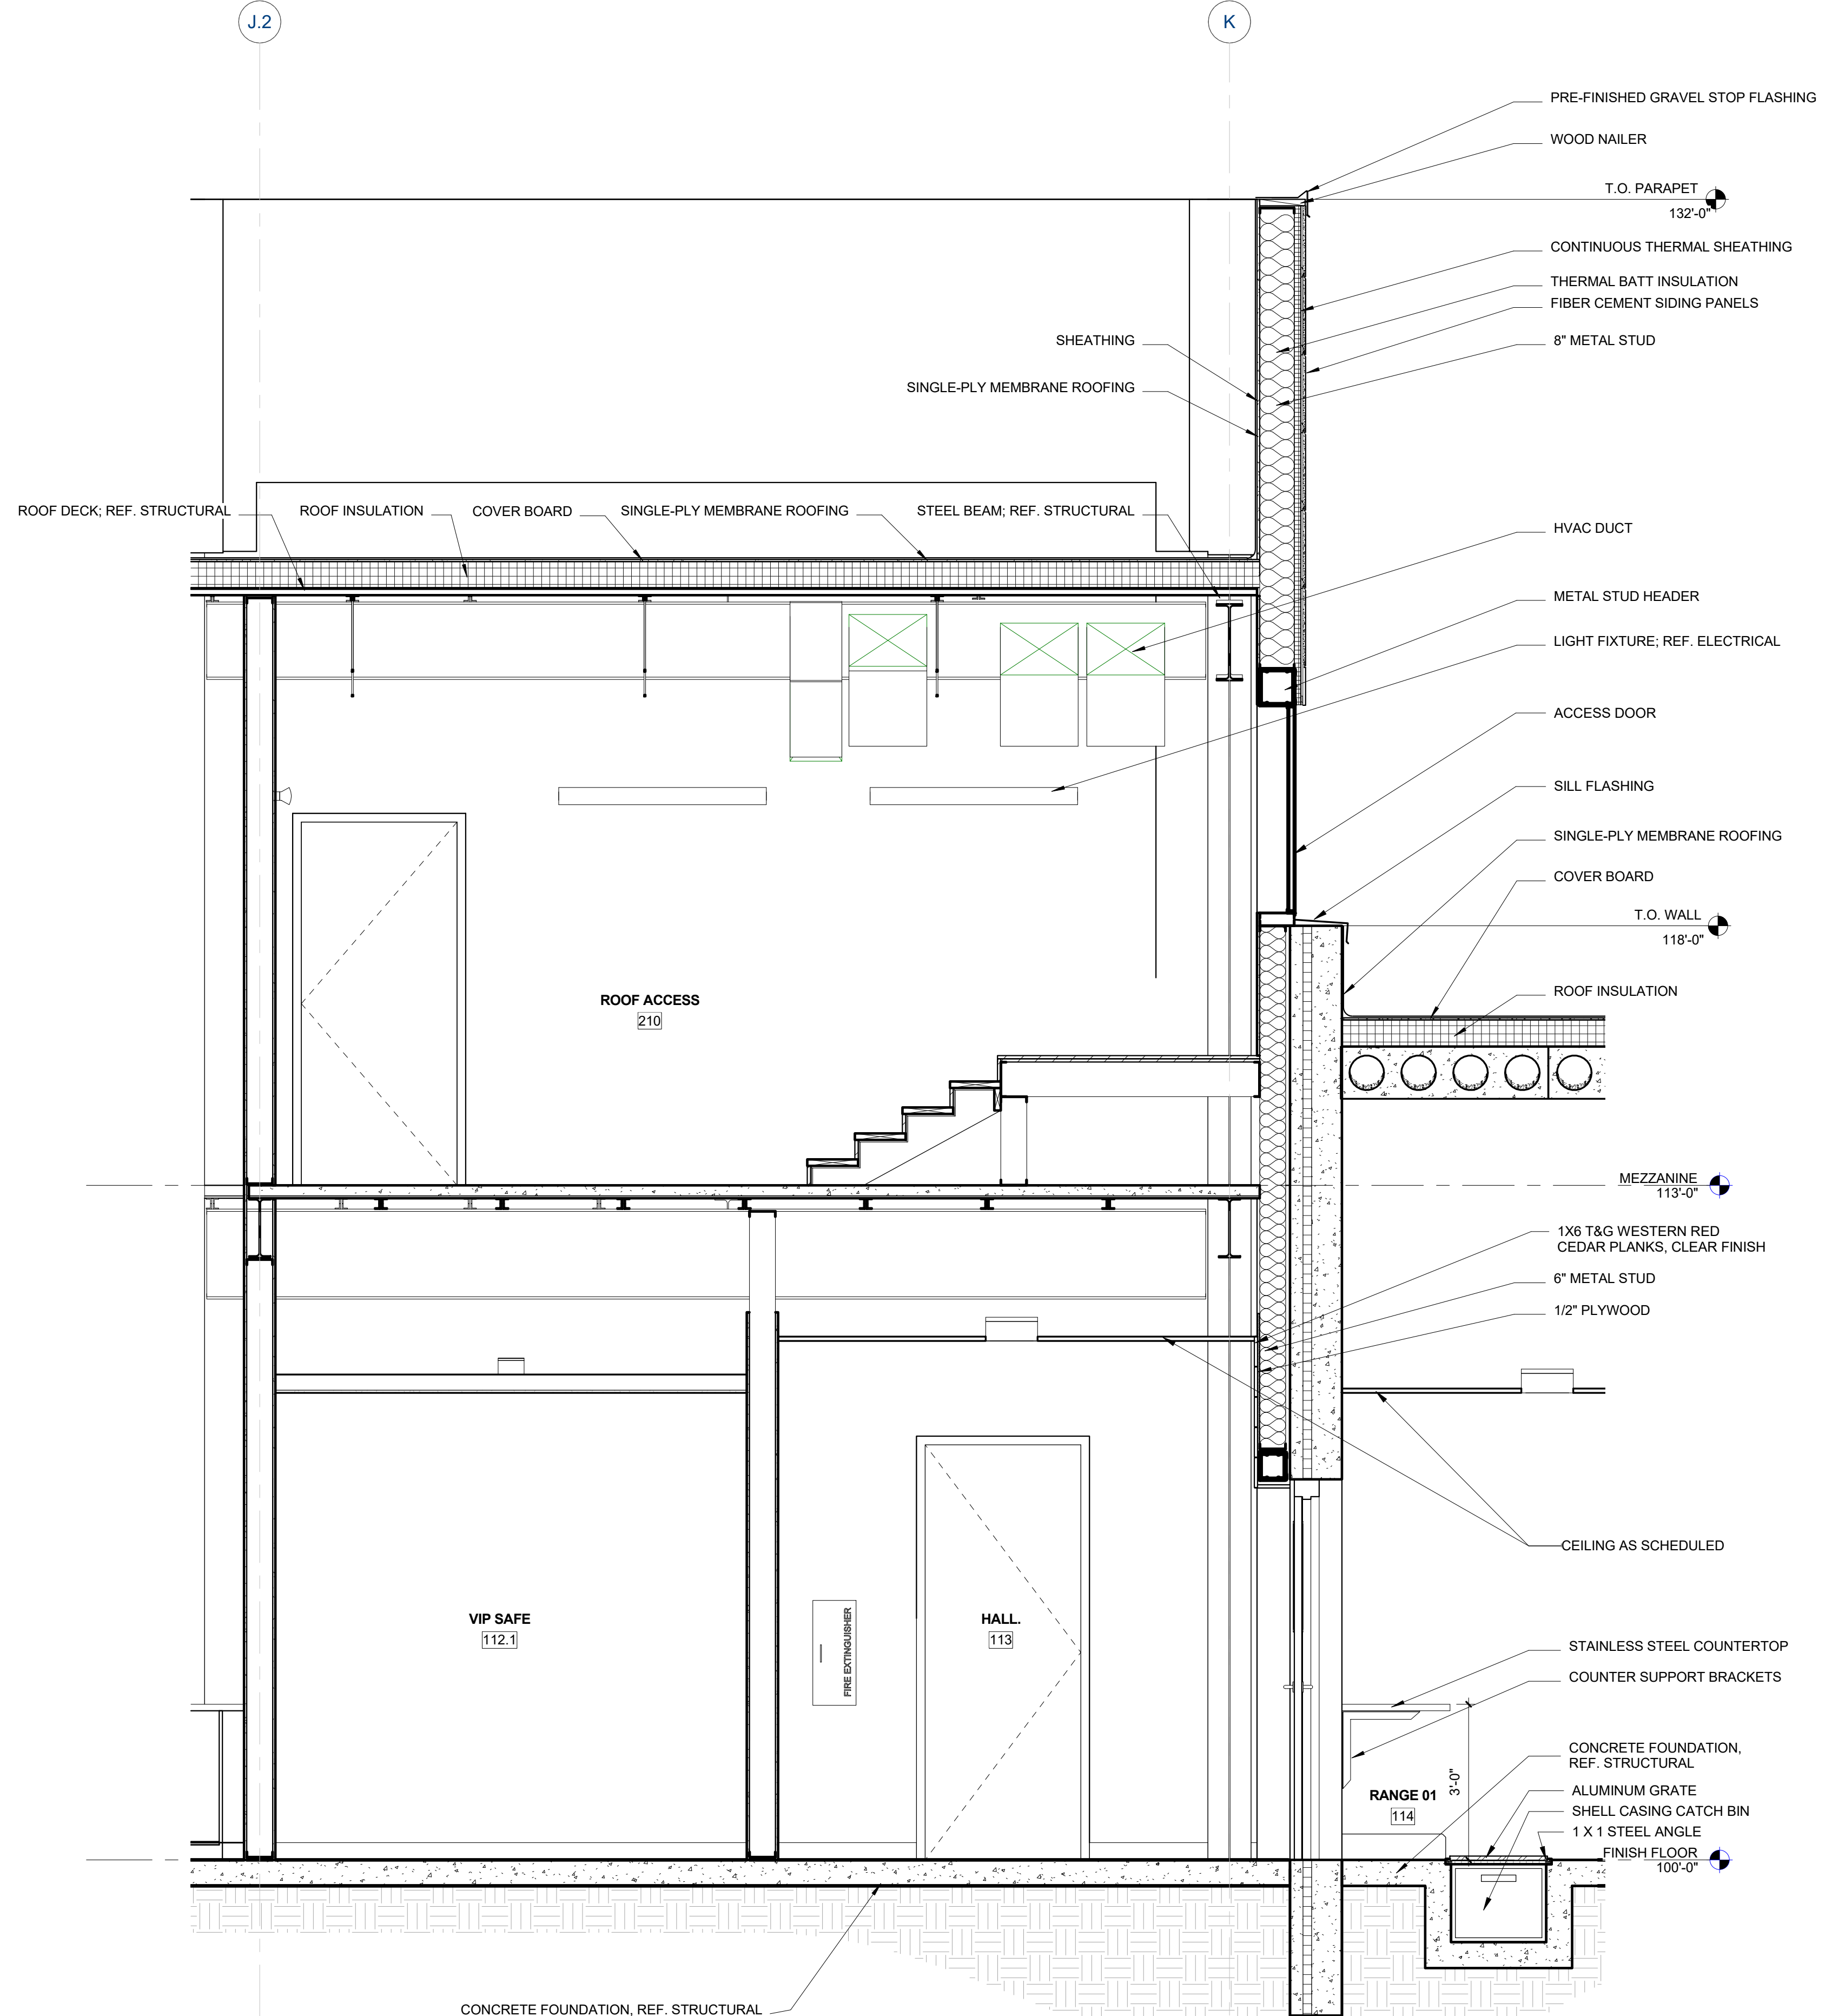 J.2
K
PRE-FINISHED GRAVEL STOP FLASHING
WOOD NAILER
T.O. PARAPET
132'-0"
CONTINUOUS THERMAL SHEATHING
THERMAL BATT INSULATION
FIBER CEMENT SIDING PANELS
SHEATHING
8" METAL STUD
SINGLE-PLY MEMBRANE ROOFING
ROOF DECK; REF. STRUCTURAL
ROOF INSULATION
COVER BOARD
SINGLE-PLY MEMBRANE ROOFING
STEEL BEAM; REF. STRUCTURAL
HVAC DUCT
METAL STUD HEADER
LIGHT FIXTURE; REF. ELECTRICAL
ACCESS DOOR
SILL FLASHING
SINGLE-PLY MEMBRANE ROOFING
COVER BOARD
T.O. WALL
118'-0"
ROOF INSULATION
ROOF ACCESS
210
MEZZANINE
113'-0"
1X6 T&G WESTERN RED
CEDAR PLANKS, CLEAR FINISH
6" METAL STUD
1/2" PLYWOOD
CEILING AS SCHEDULED
VIP SAFE
112.1
FIRE EXTINGUISHER
HALL.
113
STAINLESS STEEL COUNTERTOP
COUNTER SUPPORT BRACKETS
CONCRETE FOUNDATION,
REF. STRUCTURAL
3'-0"
RANGE 01
114
ALUMINUM GRATE
SHELL CASING CATCH BIN
1 X 1 STEEL ANGLE
FINISH FLOOR
100'-0"
CONCRETE FOUNDATION, REF. STRUCTURAL